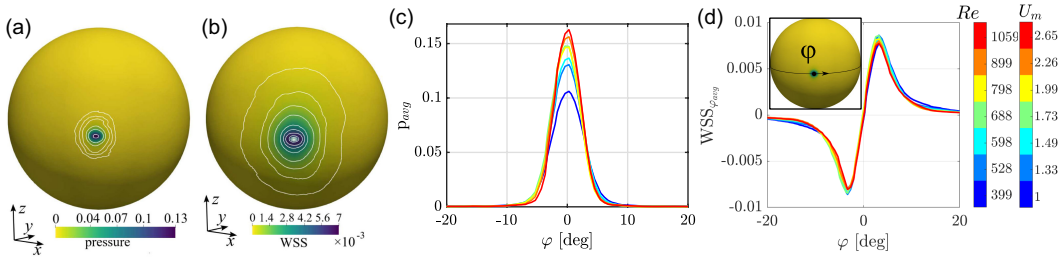 (a)
z
y
x
0 0.04 0.07 0.1 0.13
pressure
(b)
z
y
x
0 1.4 2.8 4.2 5.6 7
×10⁻³
WSS
(c)
0.15
0.1
0.05
0
p_avg
-20 -10 0 10 20
φ [deg]
(d)
0.01
0.005
0
-0.005
-0.01
WSS_φavg
φ
-20 -10 0 10 20
φ [deg]
Re U_m
1059 2.65
899 2.26
798 1.99
688 1.73
598 1.49
528 1.33
399 1